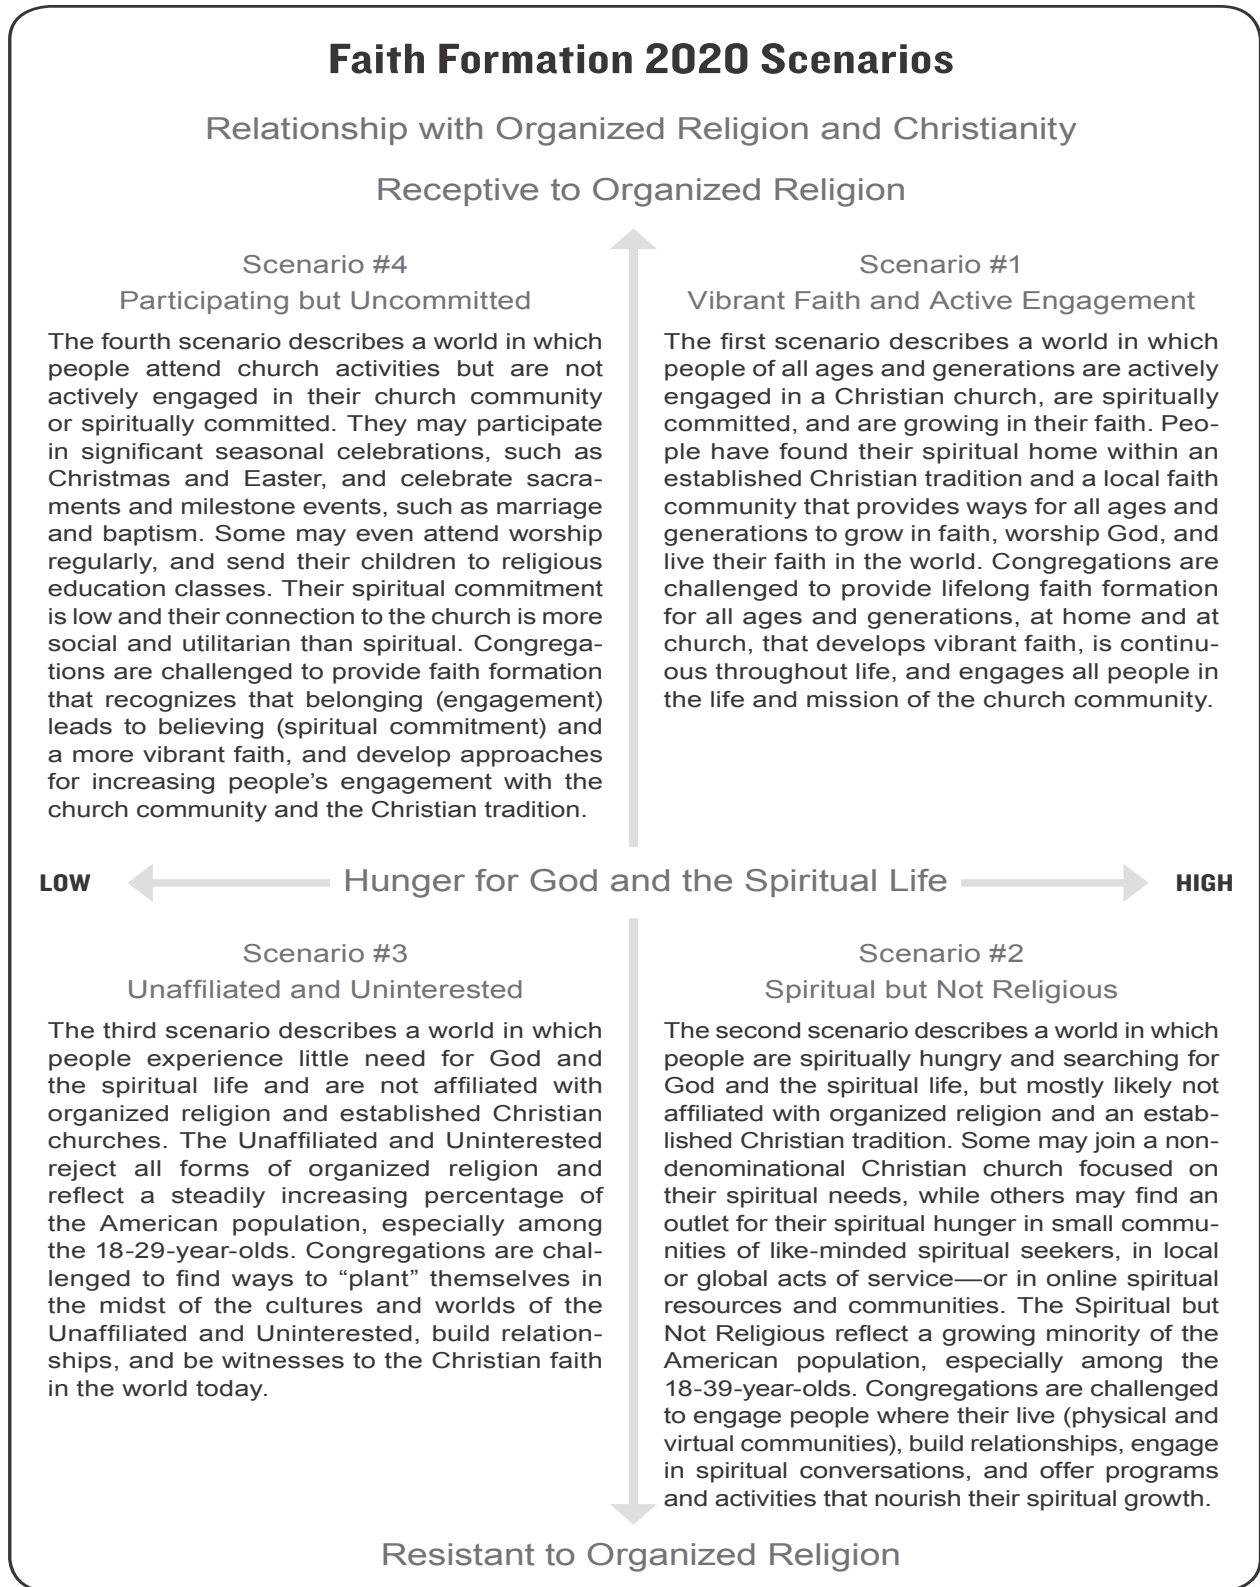 Faith Formation 2020 Scenarios
Relationship with Organized Religion and Christianity
Receptive to Organized Religion
Scenario #4
Participating but Uncommitted
The fourth scenario describes a world in which
people attend church activities but are not
actively engaged in their church community
or spiritually committed. They may participate
in significant seasonal celebrations, such as
Christmas and Easter, and celebrate sacra-
ments and milestone events, such as marriage
and baptism. Some may even attend worship
regularly, and send their children to religious
education classes. Their spiritual commitment
is low and their connection to the church is more
social and utilitarian than spiritual. Congrega-
tions are challenged to provide faith formation
that recognizes that belonging (engagement)
leads to believing (spiritual commitment) and
a more vibrant faith, and develop approaches
for increasing people’s engagement with the
church community and the Christian tradition.
Scenario #1
Vibrant Faith and Active Engagement
The first scenario describes a world in which
people of all ages and generations are actively
engaged in a Christian church, are spiritually
committed, and are growing in their faith. Peo-
ple have found their spiritual home within an
established Christian tradition and a local faith
community that provides ways for all ages and
generations to grow in faith, worship God, and
live their faith in the world. Congregations are
challenged to provide lifelong faith formation
for all ages and generations, at home and at
church, that develops vibrant faith, is continu-
ous throughout life, and engages all people in
the life and mission of the church community.
LOW Hunger for God and the Spiritual Life HIGH
Scenario #3
Unaffiliated and Uninterested
The third scenario describes a world in which
people experience little need for God and
the spiritual life and are not affiliated with
organized religion and established Christian
churches. The Unaffiliated and Uninterested
reject all forms of organized religion and
reflect a steadily increasing percentage of
the American population, especially among
the 18-29-year-olds. Congregations are chal-
lenged to find ways to “plant” themselves in
the midst of the cultures and worlds of the
Unaffiliated and Uninterested, build relation-
ships, and be witnesses to the Christian faith
in the world today.
Scenario #2
Spiritual but Not Religious
The second scenario describes a world in which
people are spiritually hungry and searching for
God and the spiritual life, but mostly likely not
affiliated with organized religion and an estab-
lished Christian tradition. Some may join a non-
denominational Christian church focused on
their spiritual needs, while others may find an
outlet for their spiritual hunger in small commu-
nities of like-minded spiritual seekers, in local
or global acts of service—or in online spiritual
resources and communities. The Spiritual but
Not Religious reflect a growing minority of the
American population, especially among the
18-39-year-olds. Congregations are challenged
to engage people where their live (physical and
virtual communities), build relationships, engage
in spiritual conversations, and offer programs
and activities that nourish their spiritual growth.
Resistant to Organized Religion